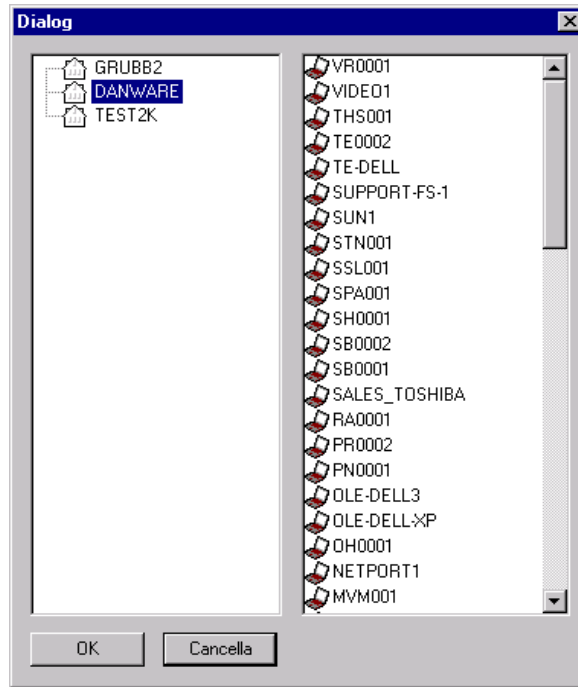 Dialog
GRUBB2
DANWARE
TEST2K
VR0001
VIDEO1
THS001
TE0002
TE-DELL
SUPPORT-FS-1
SUN1
STN001
SSL001
SPA001
SH0001
SB0002
SB0001
SALES_TOSHIBA
RA0001
PR0002
PN0001
OLE-DELL3
OLE-DELL-XP
OH0001
NETPORT1
MVM001
OK
Cancella